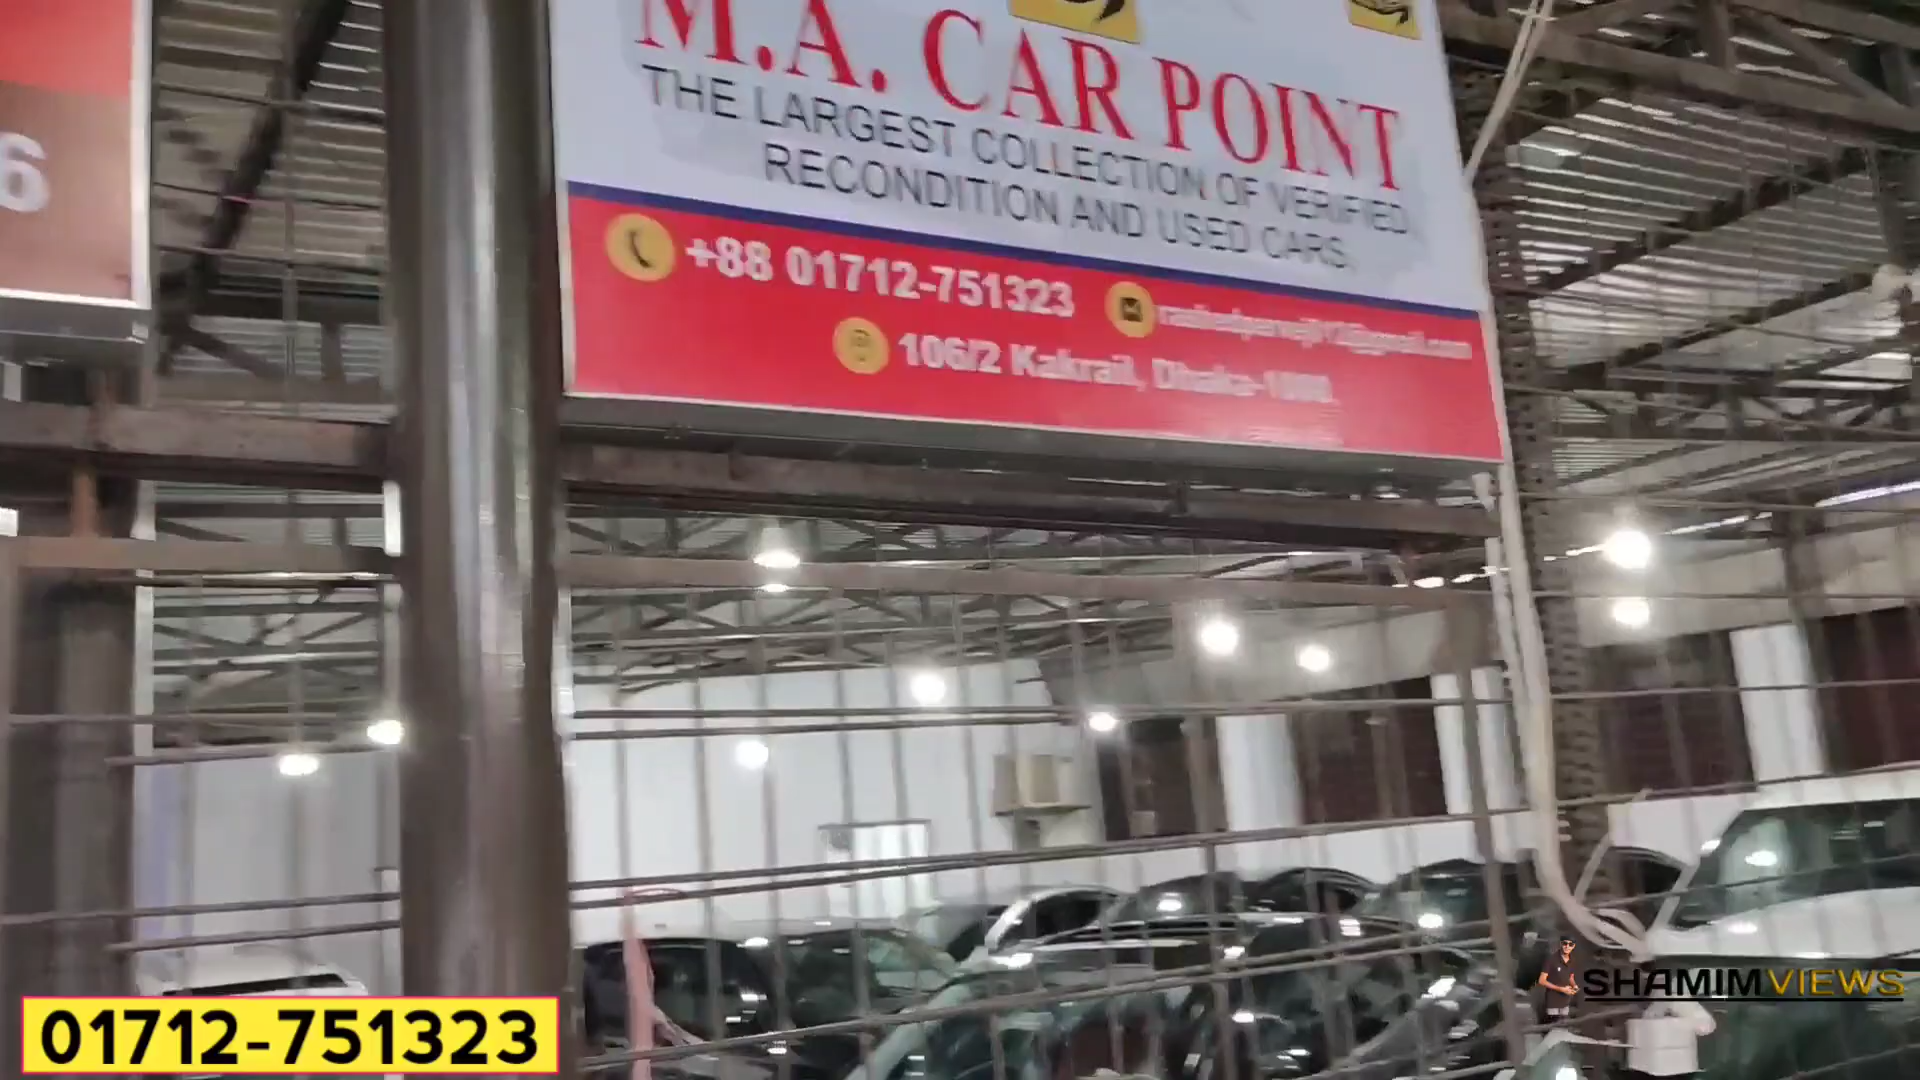 M.A. CAR POINT
THE LARGEST COLLECTION OF VERIFIED
RECONDITION AND USED CARS.
+88 01712-751323
106/2 Kakrail, Dhaka-1000.
6
01712-751323
SHAMIMVIEWS